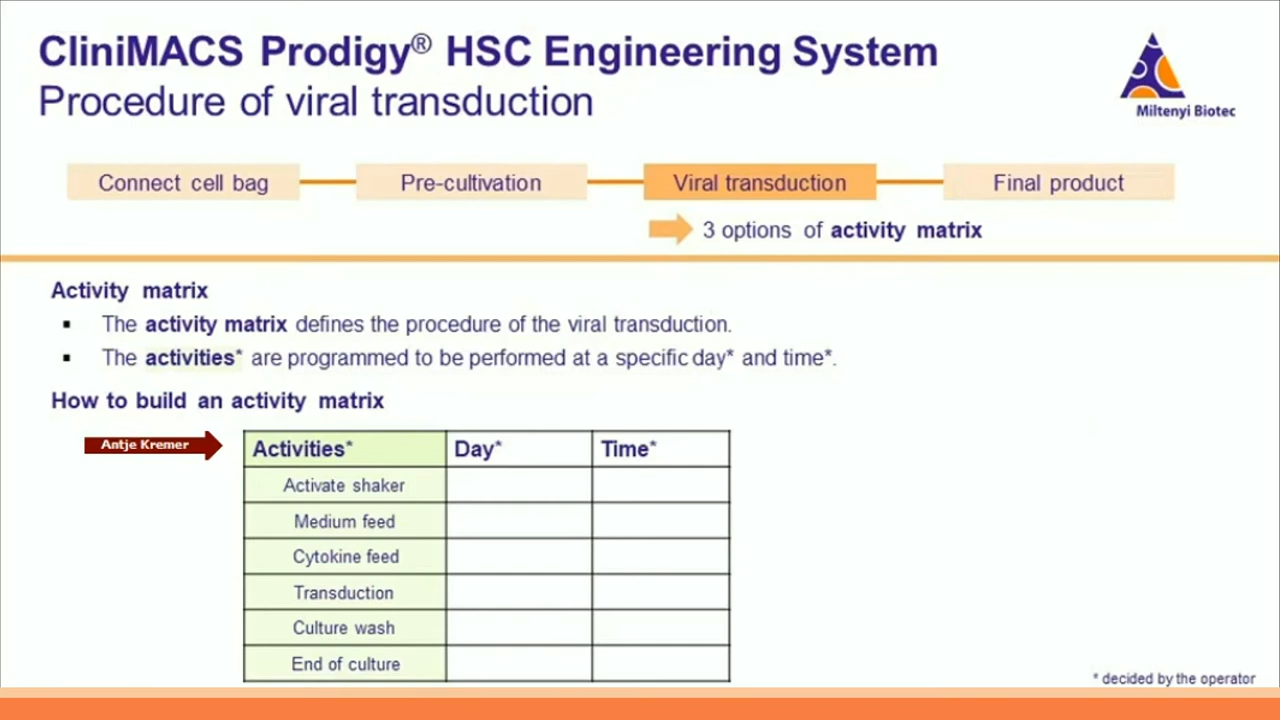 CliniMACS Prodigy® HSC Engineering System
Procedure of viral transduction
Miltenyi Biotec
Connect cell bag
Pre-cultivation
Viral transduction
Final product
3 options of activity matrix
Activity matrix
▪ The activity matrix defines the procedure of the viral transduction.
▪ The activities* are programmed to be performed at a specific day* and time*.
How to build an activity matrix
Antje Kremer
Activities* Day* Time*
Activate shaker
Medium feed
Cytokine feed
Transduction
Culture wash
End of culture
* decided by the operator